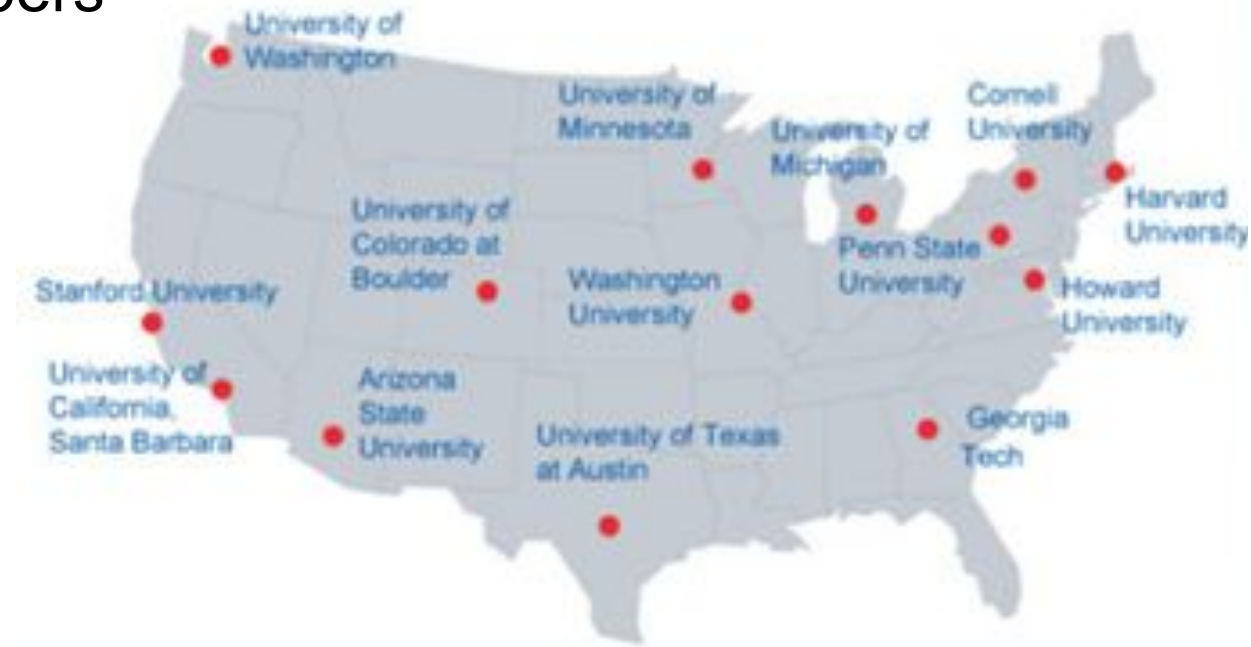 University of
Washington
University of
Minnesota
University of
Michigan
Cornell
University
Harvard
University
University of
Colorado at
Boulder
Washington
University
Penn State
University
Howard
University
Stanford University
University of
California,
Santa Barbara
Arizona
State
University
University of Texas
at Austin
Georgia
Tech